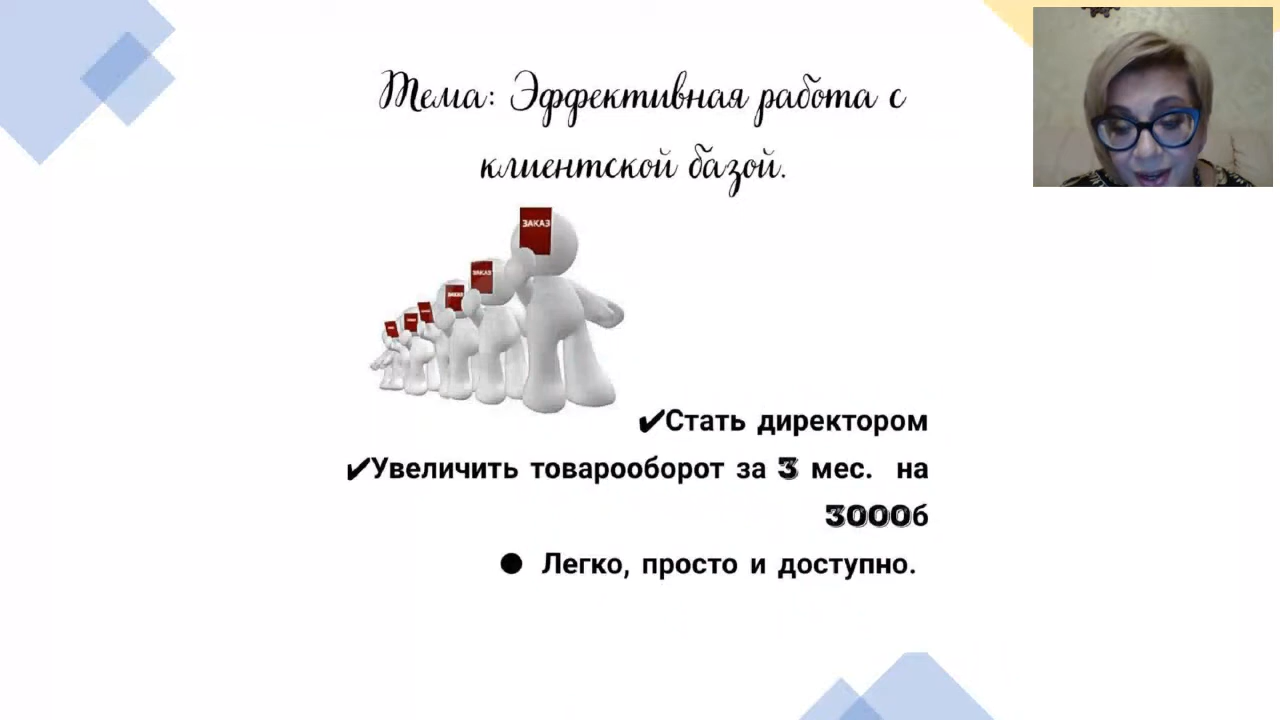 Тема: Эффективная работа с
клиентской базой.
ЗАКАЗ
ЗАКАЗ
ЗАКАЗ
✔Стать директором
✔Увеличить товарооборот за 3 мес. на
3000б
● Легко, просто и доступно.